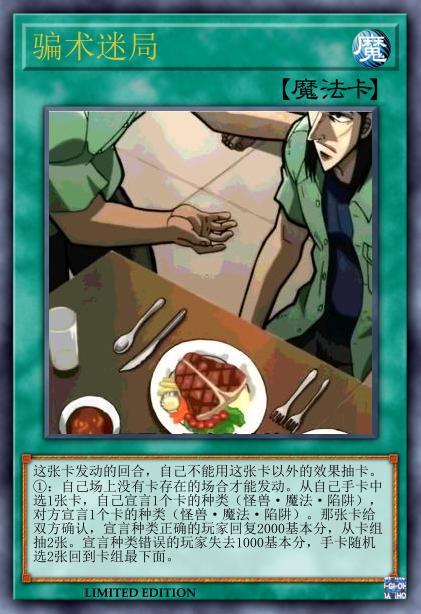 骗术迷局
魔
【魔法卡】
这张卡发动的回合，自己不能用这张卡以外的效果抽卡。
①：自己场上没有卡存在的场合才能发动。从自己手卡中
选1张卡，自己宣言1个卡的种类（怪兽·魔法·陷阱），
对方宣言1个卡的种类（怪兽·魔法·陷阱）。那张卡给
双方确认，宣言种类正确的玩家回复2000基本分，从卡组
抽2张。宣言种类错误的玩家失去1000基本分，手卡随机
选2张回到卡组最下面。
LIMITED EDITION